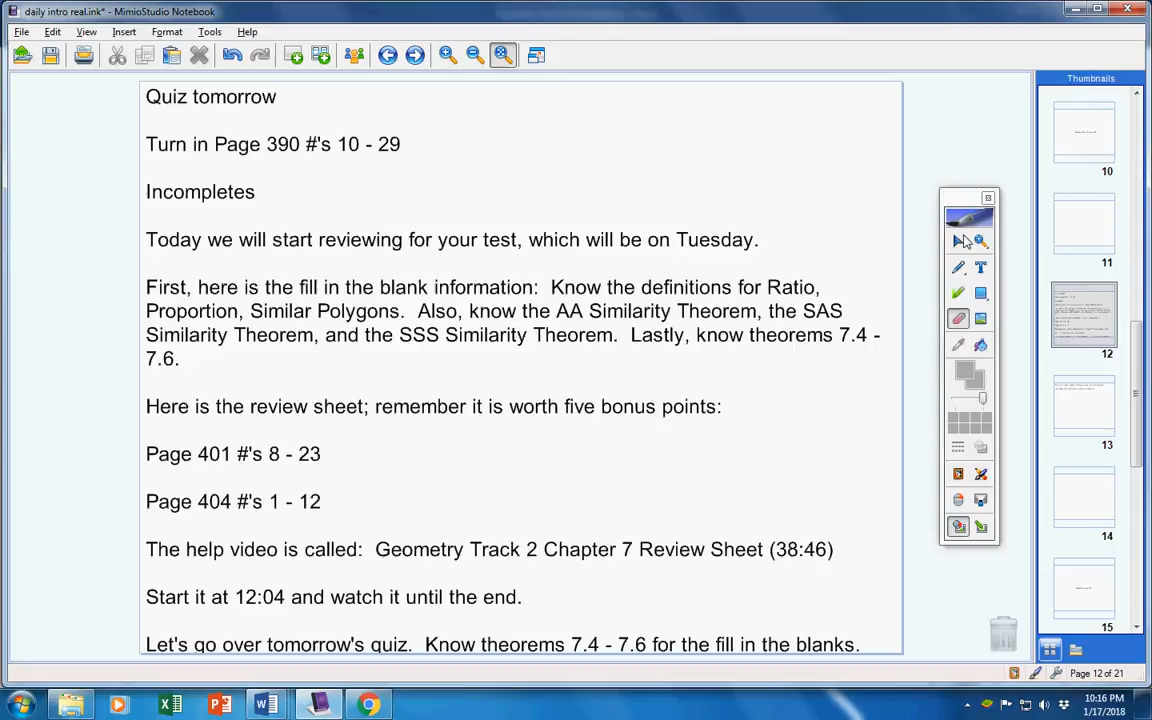 daily intro real.ink* - MimioStudio Notebook
File Edit View Insert Format Tools Help
Quiz tomorrow
Turn in Page 390 #'s 10 - 29
Incompletes
Today we will start reviewing for your test, which will be on Tuesday.
First, here is the fill in the blank information:  Know the definitions for Ratio,
Proportion, Similar Polygons.  Also, know the AA Similarity Theorem, the SAS
Similarity Theorem, and the SSS Similarity Theorem.  Lastly, know theorems 7.4 -
7.6.
Here is the review sheet; remember it is worth five bonus points:
Page 401 #'s 8 - 23
Page 404 #'s 1 - 12
The help video is called:  Geometry Track 2 Chapter 7 Review Sheet (38:46)
Start it at 12:04 and watch it until the end.
Let's go over tomorrow's quiz.  Know theorems 7.4 - 7.6 for the fill in the blanks.
Thumbnails
10
11
12
13
14
15
Page 12 of 21
10:16 PM
1/17/2018